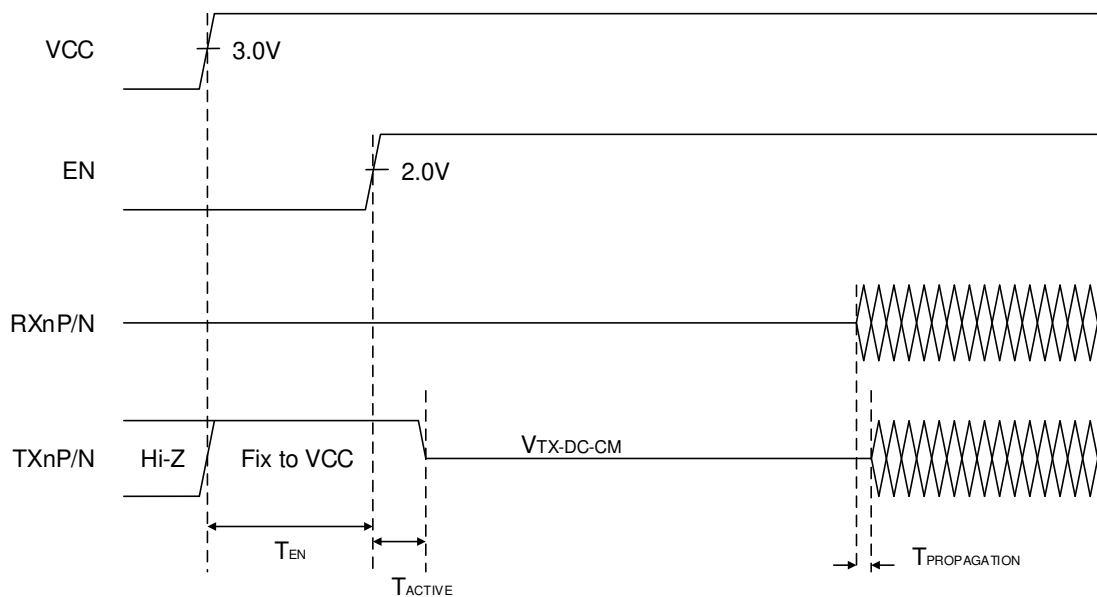 VCC
3.0V
EN
2.0V
RXnP/N
TXnP/N
Hi-Z
Fix to VCC
VTX-DC-CM
TEN
TACTIVE
TPROPAGATION